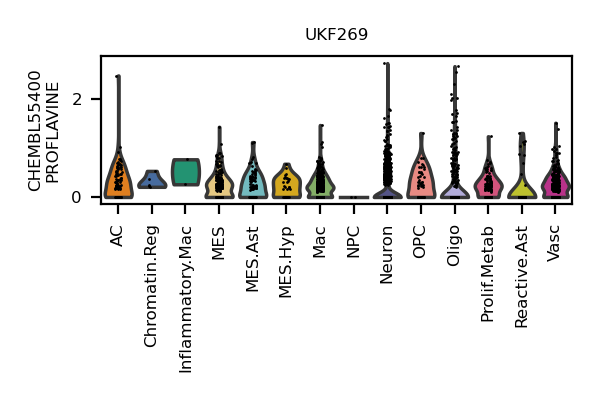 UKF269
CHEMBL55400
PROFLAVINE
2
0
AC
Chromatin.Reg
Inflammatory.Mac
MES
MES.Ast
MES.Hyp
Mac
NPC
Neuron
OPC
Oligo
Prolif.Metab
Reactive.Ast
Vasc